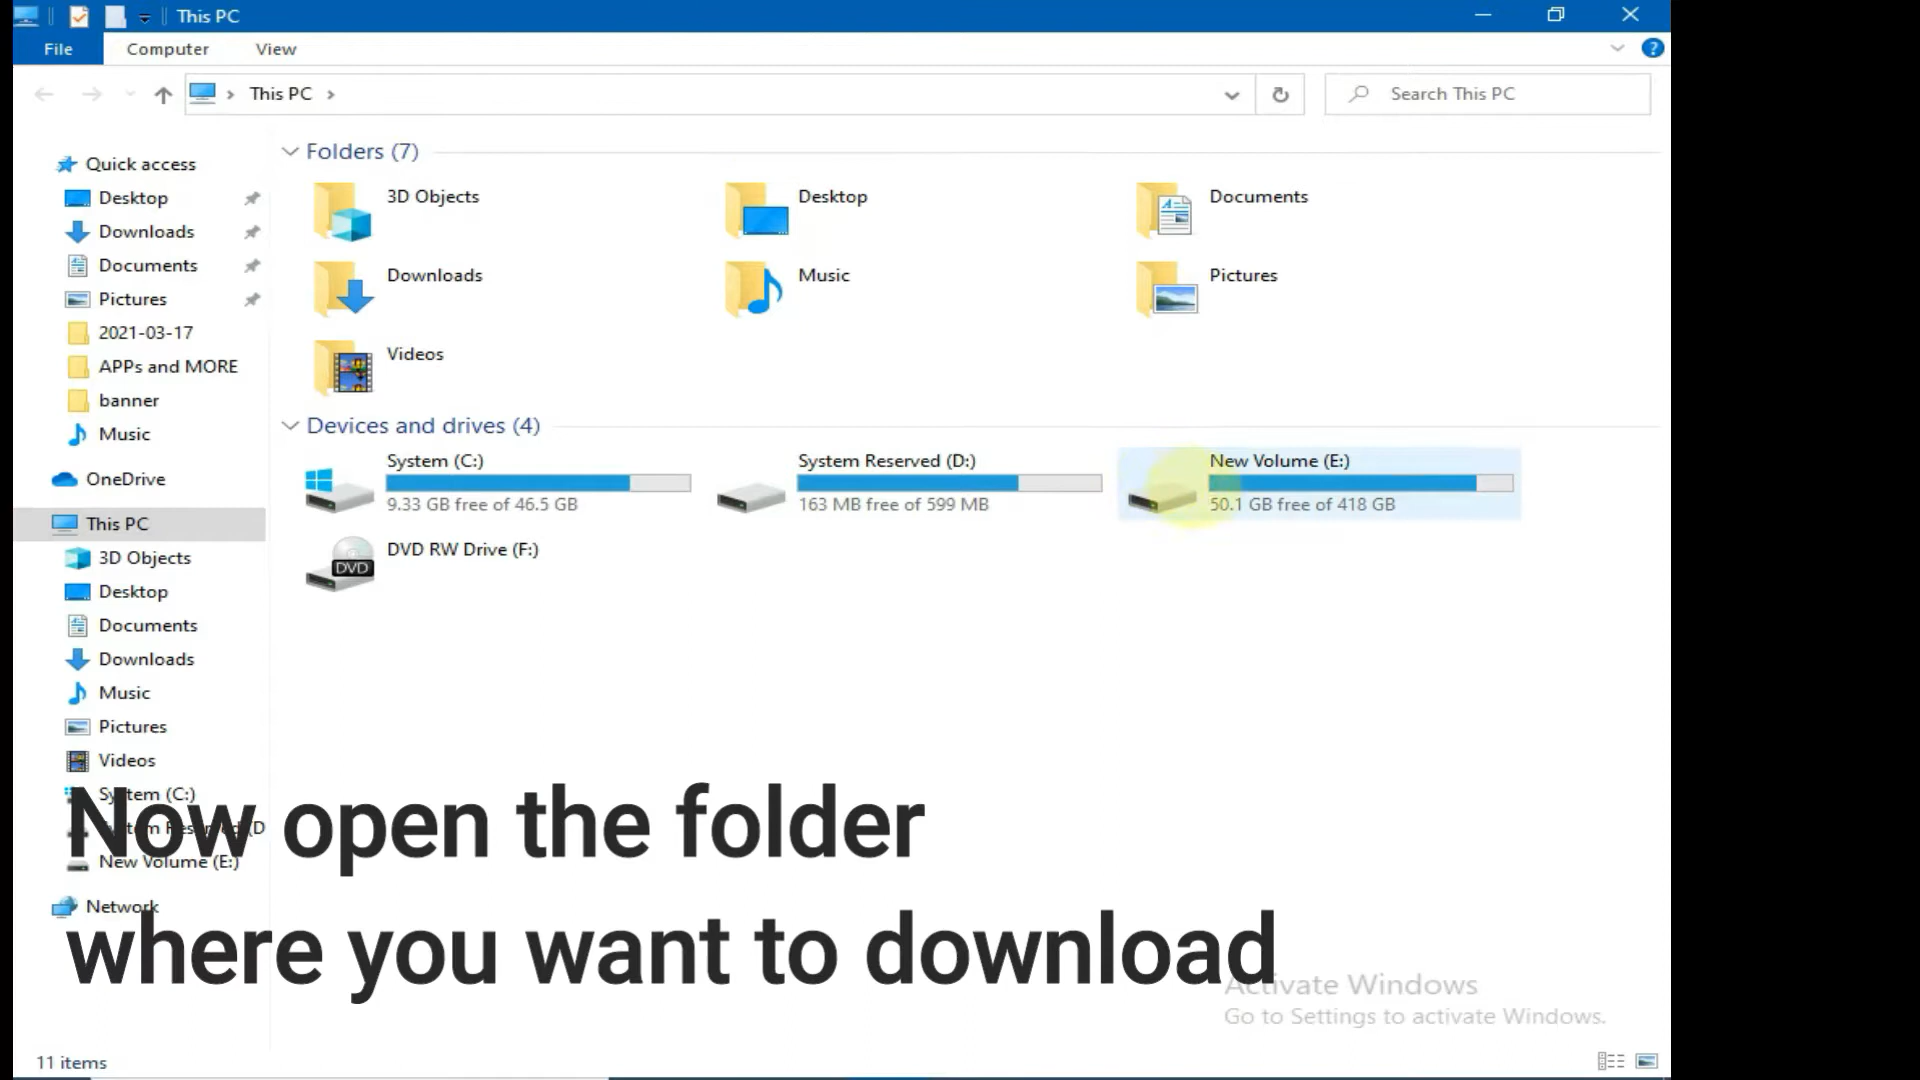 This PC
File Computer View
This PC
Search This PC
Quick access
Desktop
Downloads
Documents
Pictures
2021-03-17
APPs and MORE
banner
Music
OneDrive
This PC
3D Objects
Desktop
Documents
Downloads
Music
Pictures
Videos
System (C:)
New Volume (E:)
Network
Folders (7)
3D Objects
Desktop
Documents
Downloads
Music
Pictures
Videos
Devices and drives (4)
System (C:)
9.33 GB free of 46.5 GB
System Reserved (D:)
163 MB free of 599 MB
New Volume (E:)
50.1 GB free of 418 GB
DVD RW Drive (F:)
DVD
Now open the folder
where you want to download
Activate Windows
Go to Settings to activate Windows.
11 items